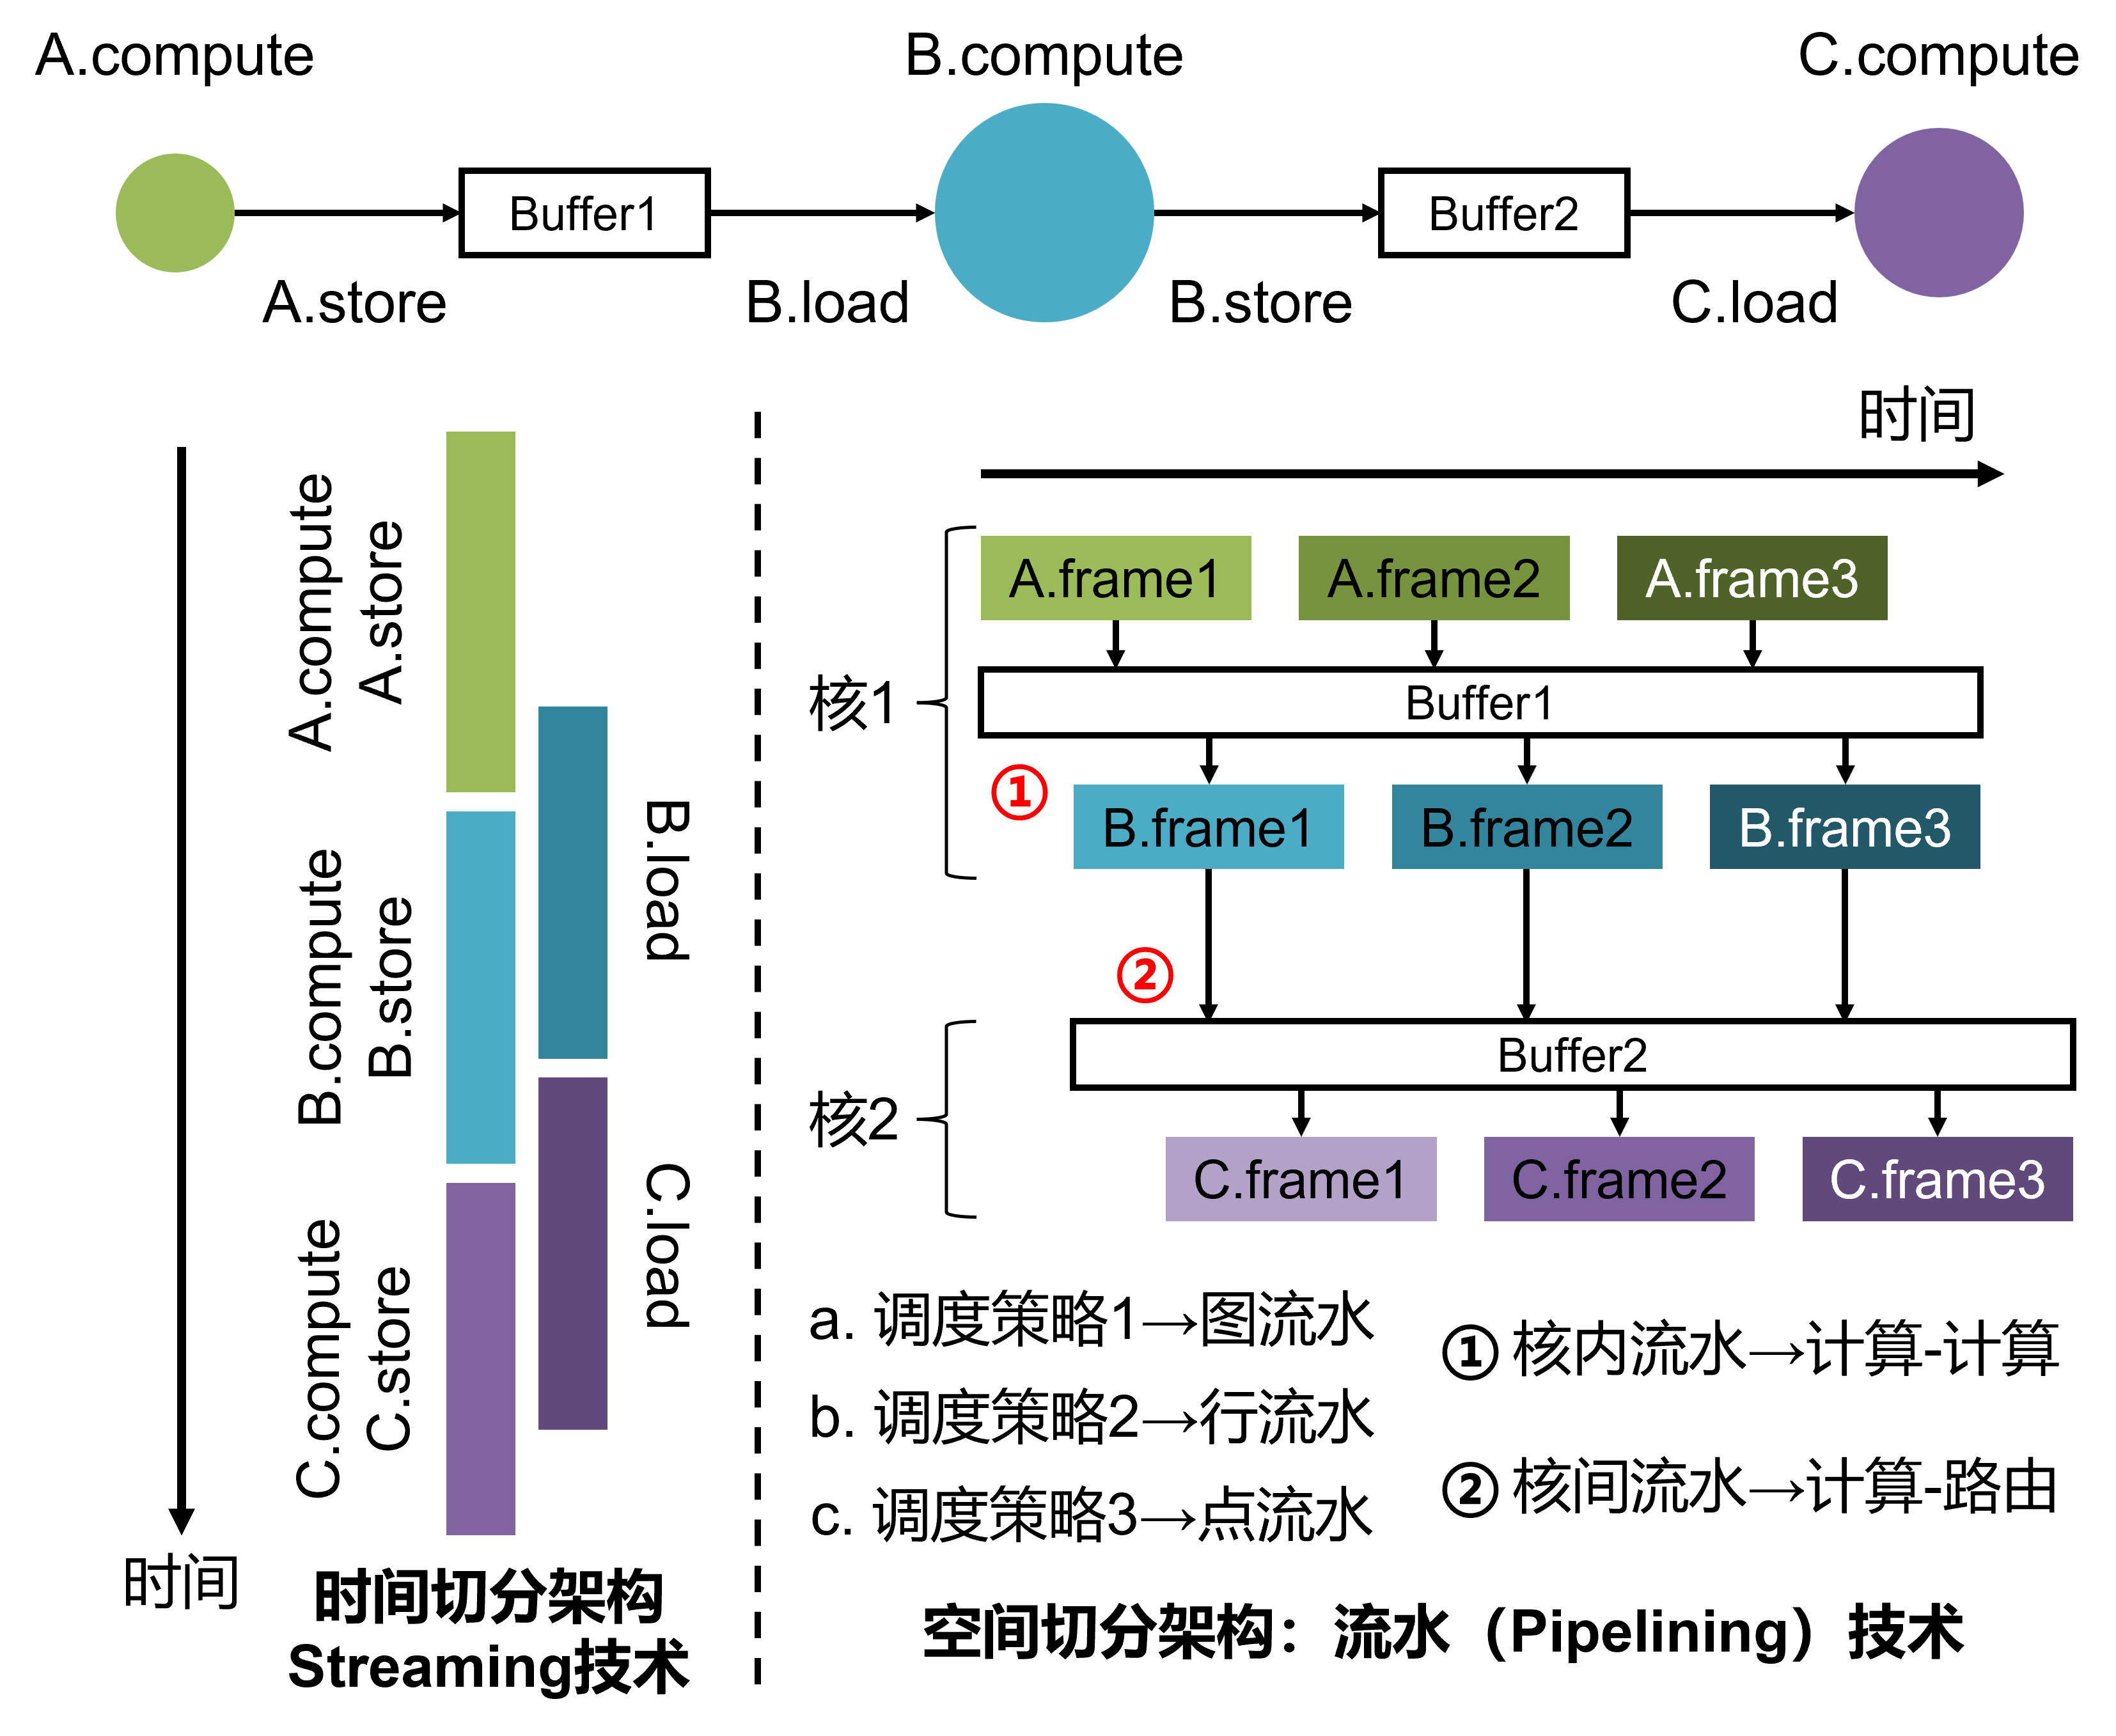 A.compute
B.compute
C.compute
Buffer1
Buffer2
A.store
B.load
B.store
C.load
A.compute
A.store
B.load
B.compute
B.store
C.load
C.compute
C.store
时间
时间切分架构
Streaming技术
时间
核1
A.frame1
A.frame2
A.frame3
Buffer1
①
B.frame1
B.frame2
B.frame3
②
核2
Buffer2
C.frame1
C.frame2
C.frame3
a. 调度策略1→图流水
b. 调度策略2→行流水
c. 调度策略3→点流水
① 核内流水→计算-计算
② 核间流水→计算-路由
空间切分架构：流水（Pipelining）技术